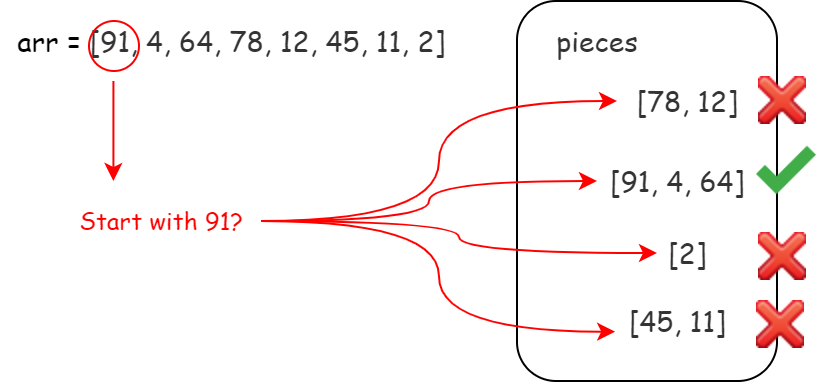 arr = [91, 4, 64, 78, 12, 45, 11, 2]
pieces
[78, 12]
[91, 4, 64]
Start with 91?
[2]
[45, 11]